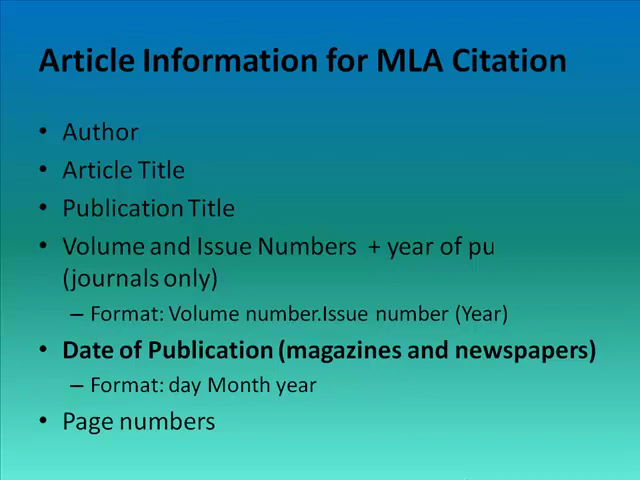 Article Information for MLA Citation
• Author
• Article Title
• Publication Title
• Volume and Issue Numbers + year of pu
(journals only)
– Format: Volume number.Issue number (Year)
• Date of Publication (magazines and newspapers)
– Format: day Month year
• Page numbers